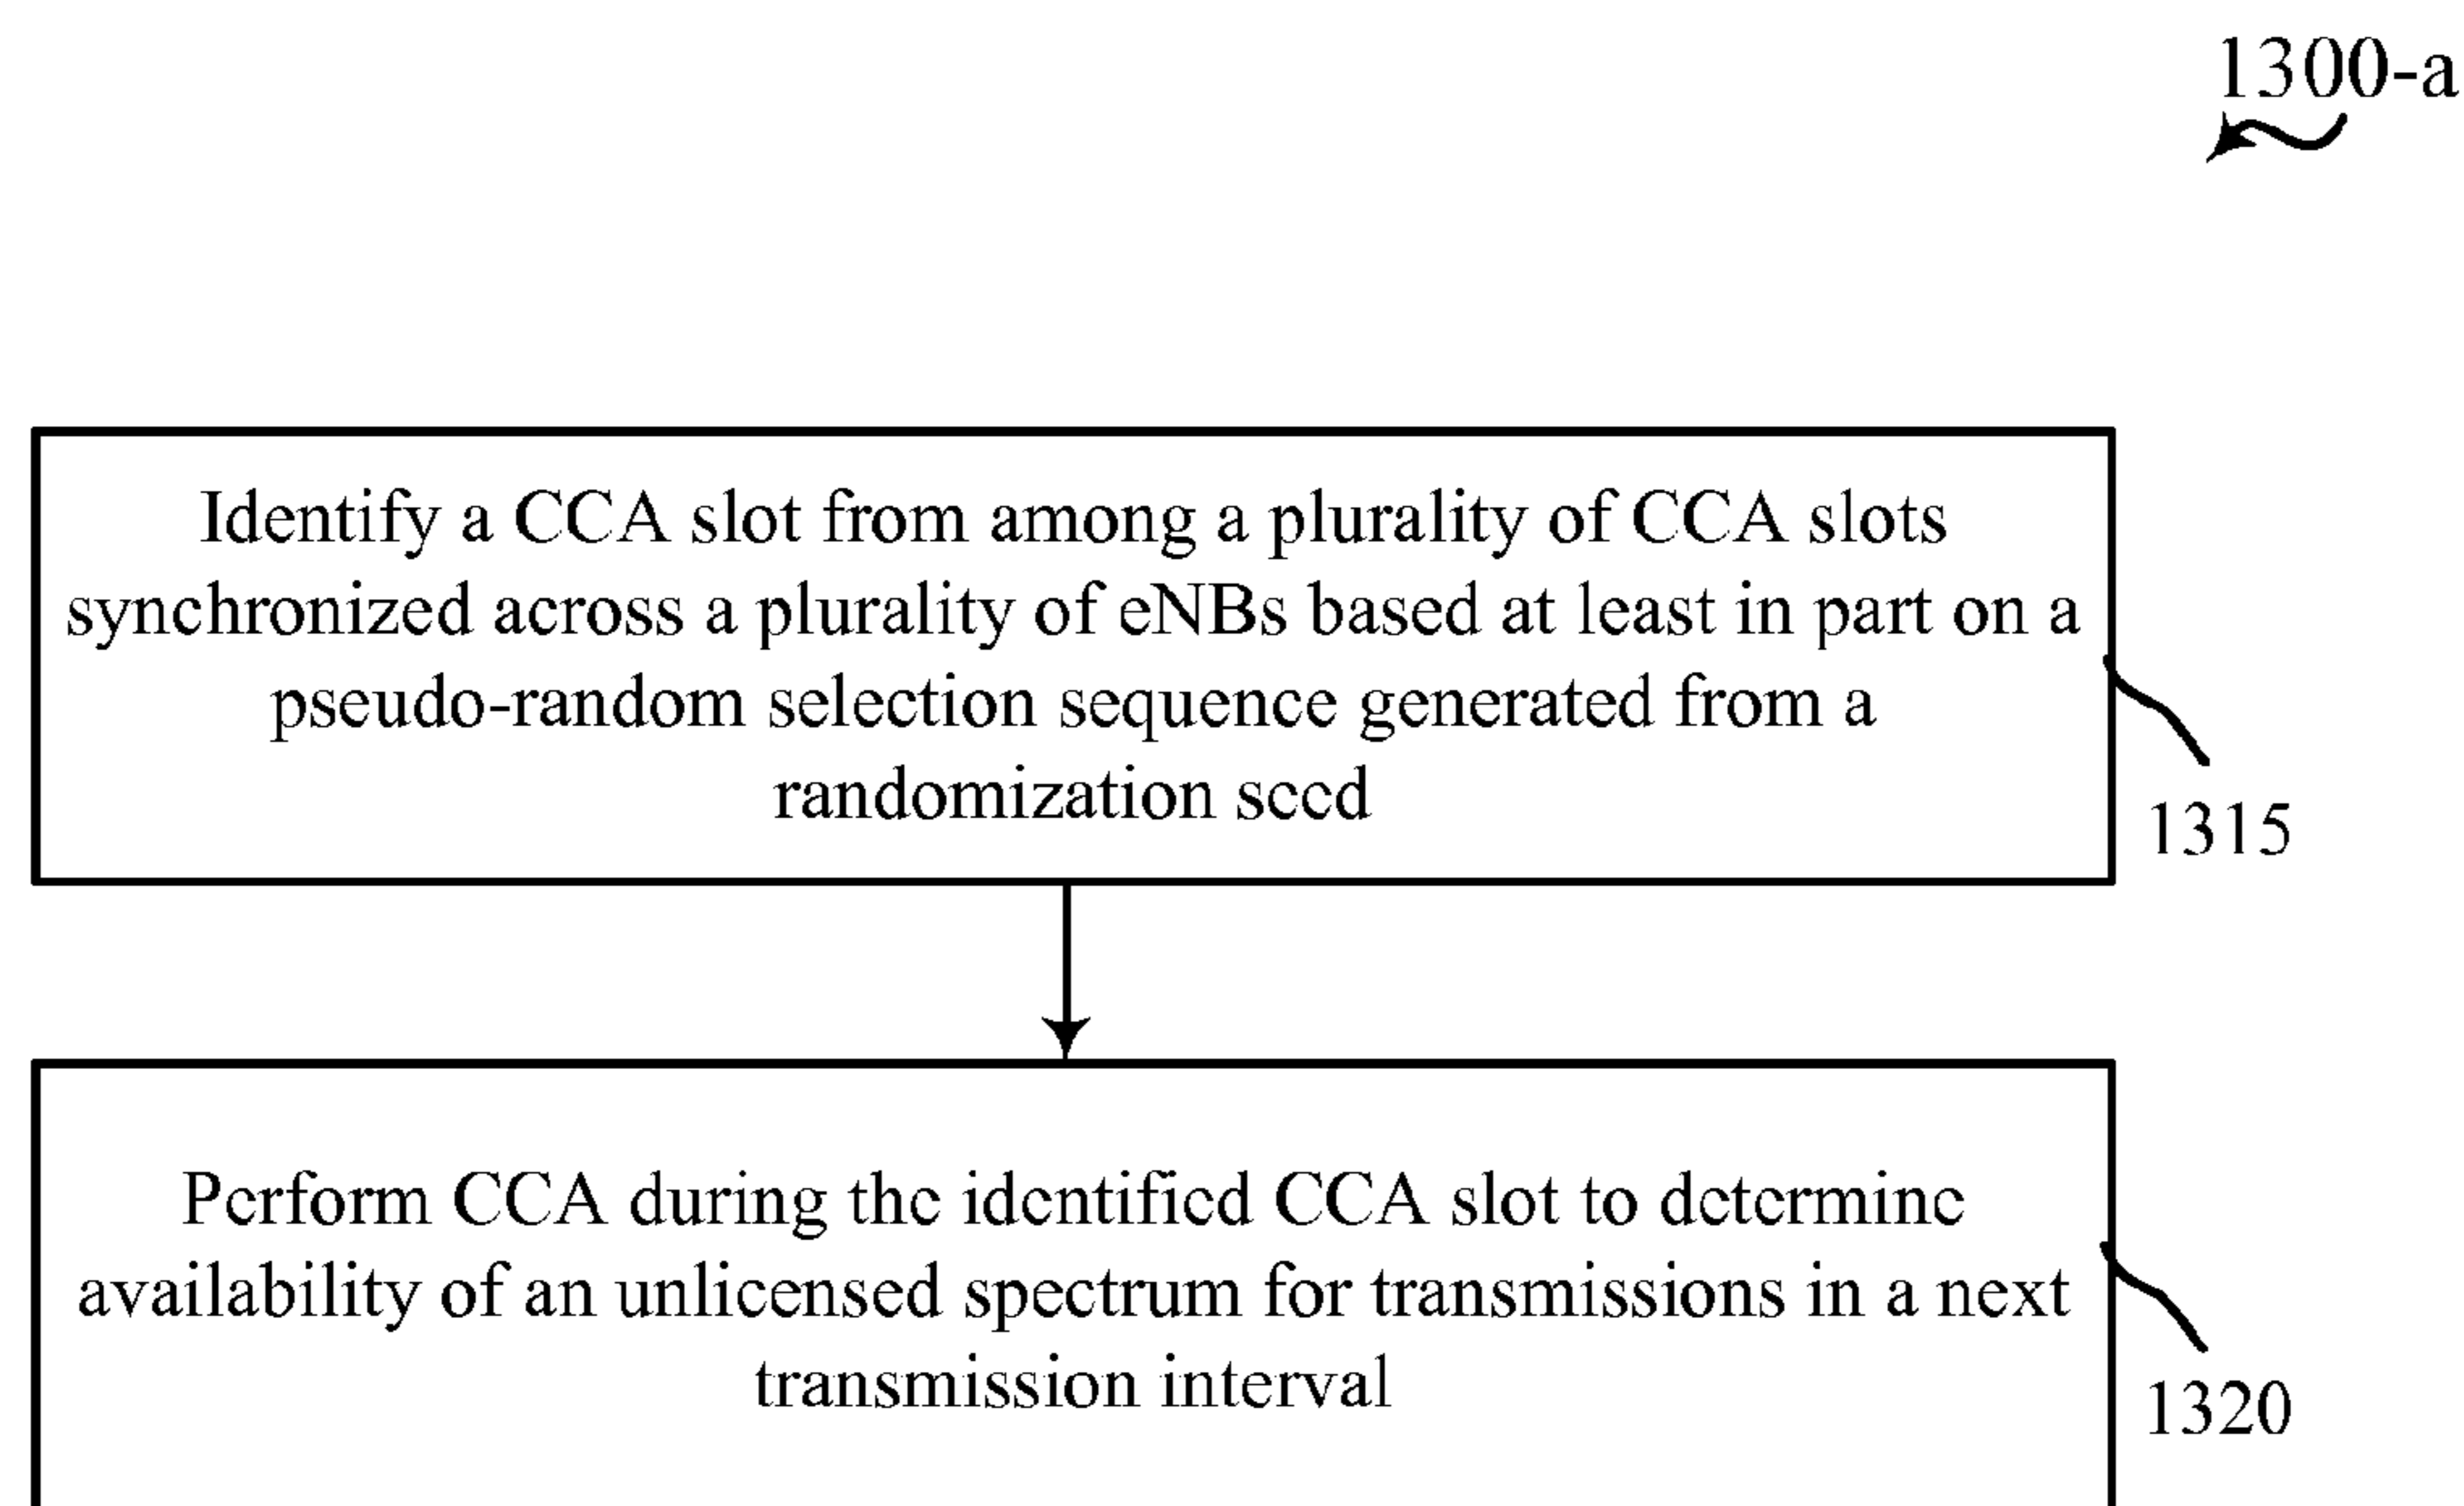 1300-a
Identify a CCA slot from among a plurality of CCA slots
synchronized across a plurality of eNBs based at least in part on a
pseudo-random selection sequence generated from a
randomization seed
1315
Perform CCA during the identified CCA slot to determine
availability of an unlicensed spectrum for transmissions in a next
transmission interval
1320